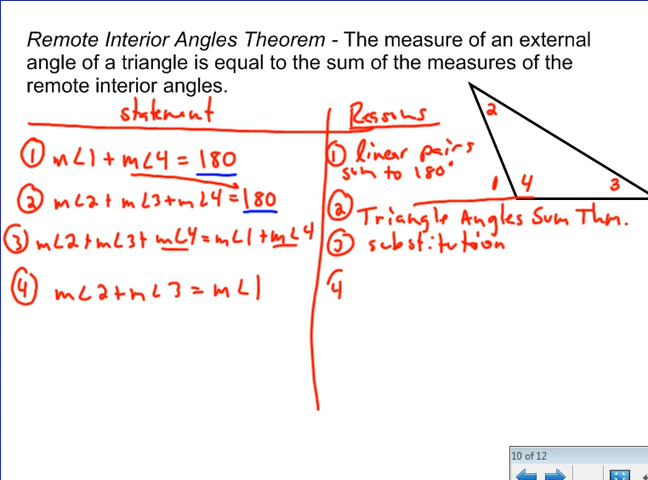 Remote Interior Angles Theorem - The measure of an external
angle of a triangle is equal to the sum of the measures of the
remote interior angles.
statement
Reasons
① m∠1 + m∠4 = 180
① linear pairs
sum to 180°
② m∠2 + m∠3 + m∠4 = 180
② Triangle Angles Sum Thm.
③ m∠2 + m∠3 + m∠4 = m∠1 + m∠4
③ substitution
④ m∠2 + m∠3 = m∠1
4
2
1 4 3
10 of 12